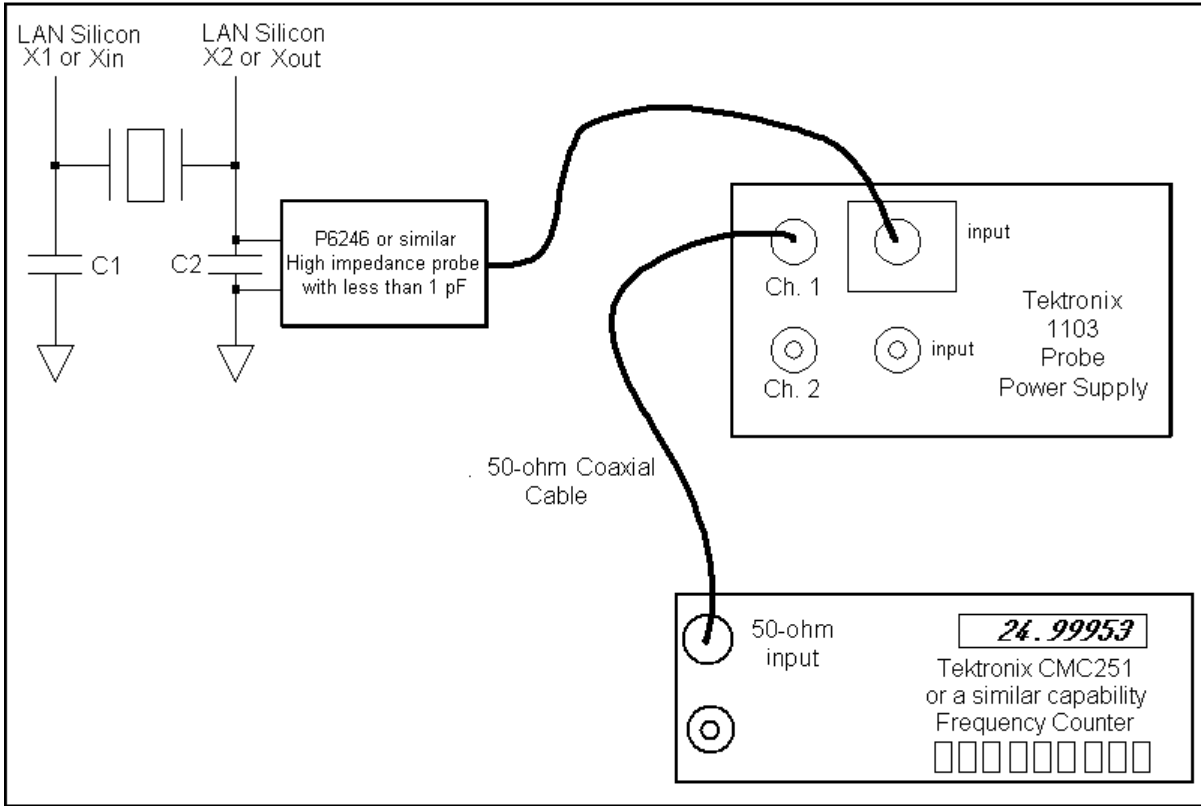 LAN Silicon
X1 or Xin
LAN Silicon
X2 or Xout
C1
C2
P6246 or similar
High impedance probe
with less than 1 pF
input
Ch. 1
input
Ch. 2
Tektronix
1103
Probe
Power Supply
50-ohm Coaxial
Cable
50-ohm
input
24.99953
Tektronix CMC251
or a similar capability
Frequency Counter